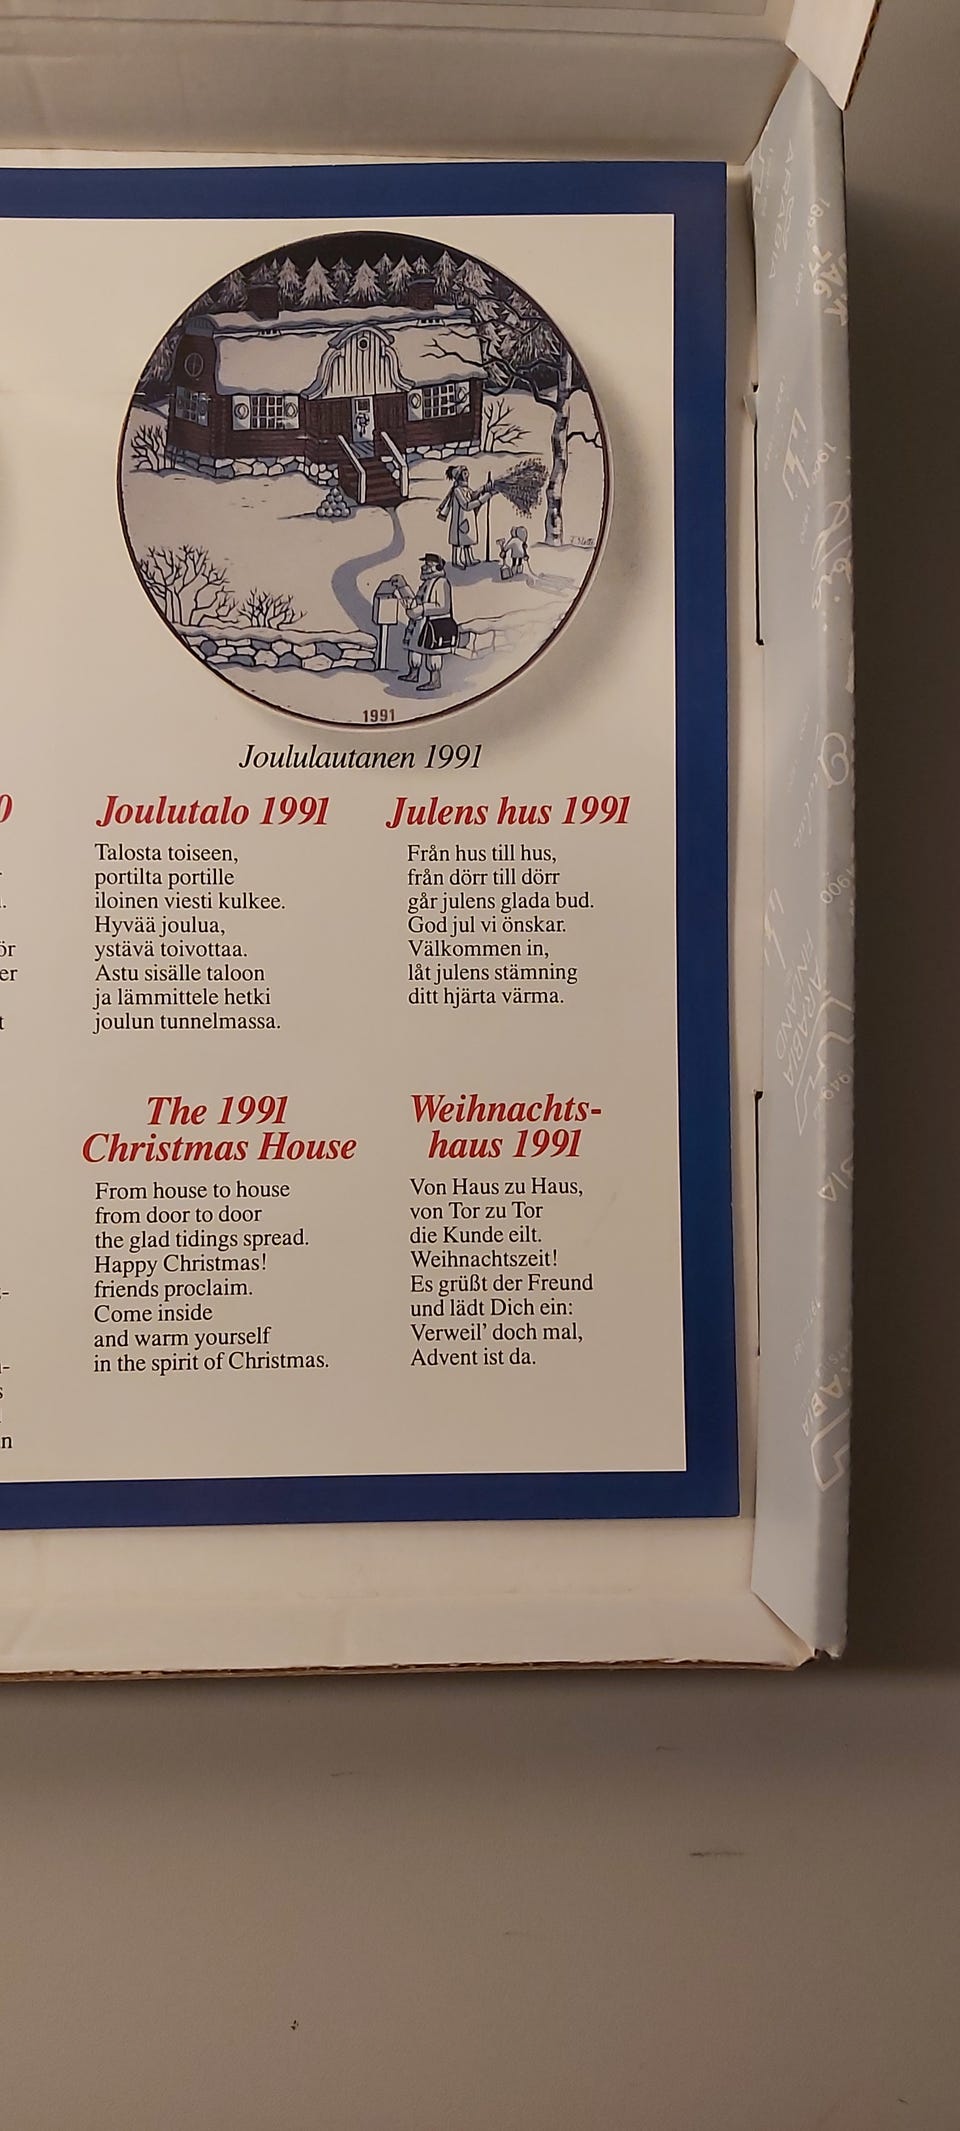 1991
Joululautanen 1991
Joulutalo 1991
Talosta toiseen,
portilta portille
iloinen viesti kulkee.
Hyvää joulua,
ystävä toivottaa.
Astu sisälle taloon
ja lämmittele hetki
joulun tunnelmassa.
Julens hus 1991
Från hus till hus,
från dörr till dörr
går julens glada bud.
God jul vi önskar.
Välkommen in,
låt julens stämning
ditt hjärta värma.
The 1991
Christmas House
From house to house
from door to door
the glad tidings spread.
Happy Christmas!
friends proclaim.
Come inside
and warm yourself
in the spirit of Christmas.
Weihnachts-
haus 1991
Von Haus zu Haus,
von Tor zu Tor
die Kunde eilt.
Weihnachtszeit!
Es grüßt der Freund
und lädt Dich ein:
Verweil' doch mal,
Advent ist da.
ARABIA
FINLAND